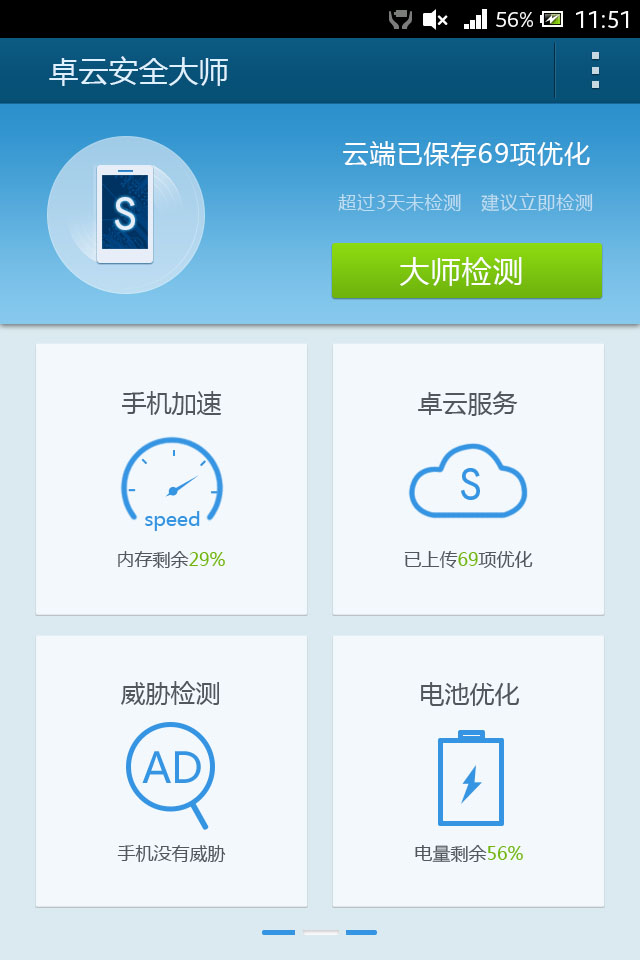 56% 11:51
卓云安全大师
云端已保存69项优化
超过3天未检测 建议立即检测
S
大师检测
手机加速
speed
内存剩余29%
卓云服务
S
已上传69项优化
威胁检测
AD
手机没有威胁
电池优化
电量剩余56%